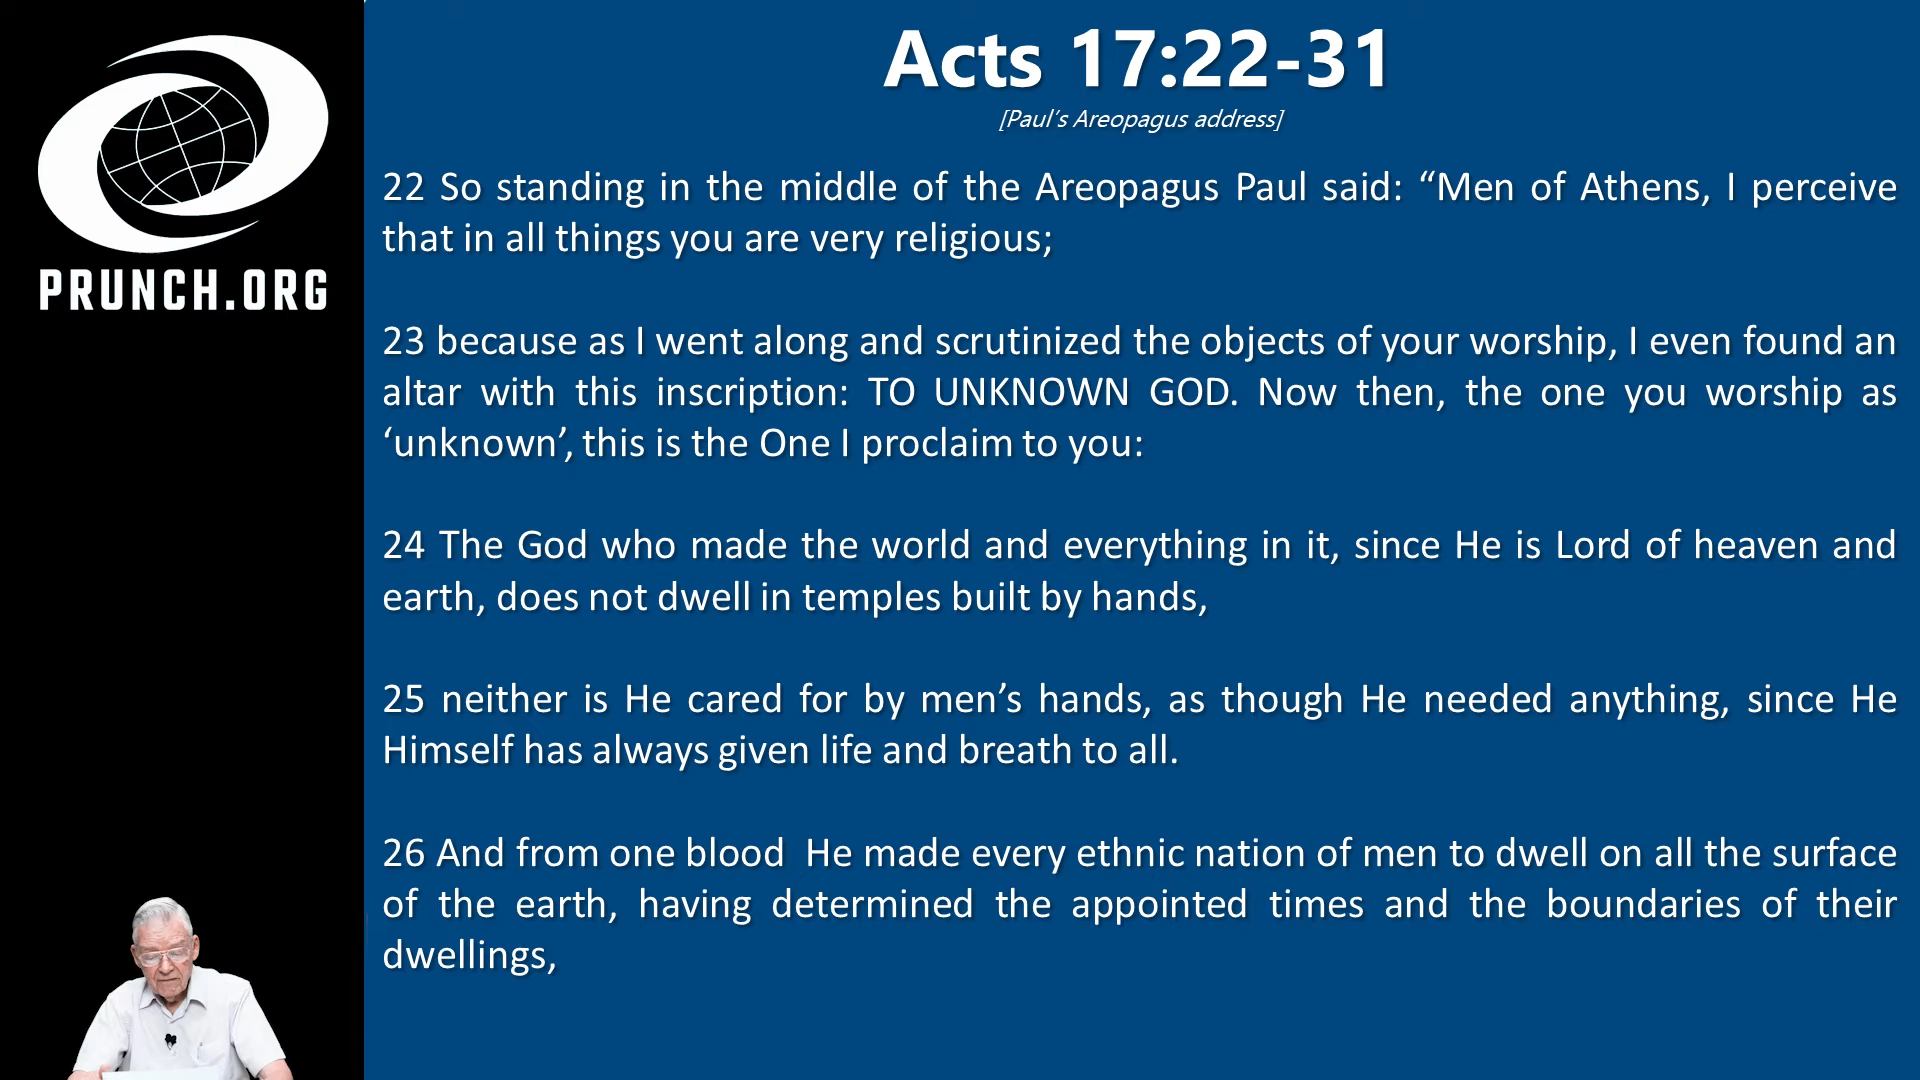 PRUNCH.ORG
Acts 17:22-31
[Paul’s Areopagus address]
22 So standing in the middle of the Areopagus Paul said: “Men of Athens, I perceive
that in all things you are very religious;
23 because as I went along and scrutinized the objects of your worship, I even found an
altar with this inscription: TO UNKNOWN GOD. Now then, the one you worship as
‘unknown’, this is the One I proclaim to you:
24 The God who made the world and everything in it, since He is Lord of heaven and
earth, does not dwell in temples built by hands,
25 neither is He cared for by men’s hands, as though He needed anything, since He
Himself has always given life and breath to all.
26 And from one blood  He made every ethnic nation of men to dwell on all the surface
of the earth, having determined the appointed times and the boundaries of their
dwellings,